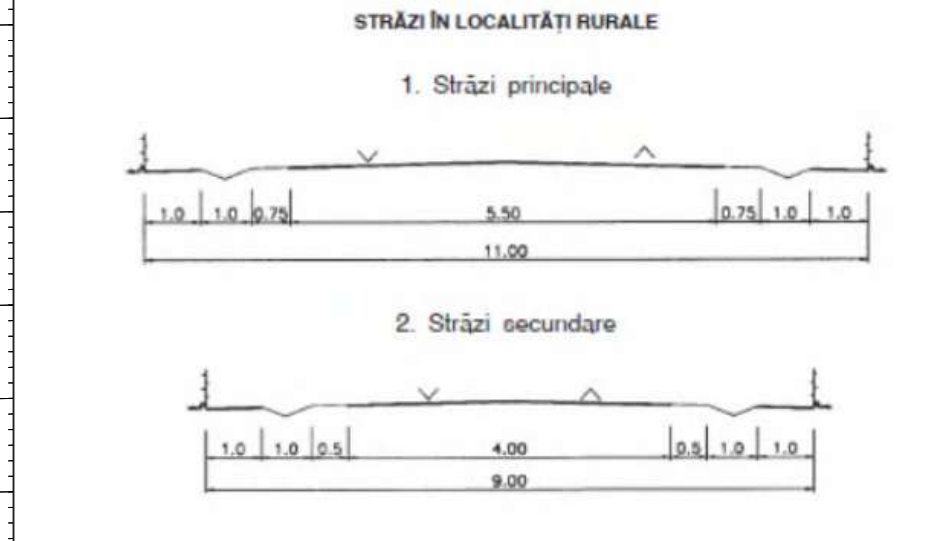 STRĂZI ÎN LOCALITĂȚI RURALE
1. Străzi principale
1.0 1.0 0.75 5.50 0.75 1.0 1.0
11.00
2. Străzi secundare
1.0 1.0 0.5 4.00 0.5 1.0 1.0
9.00